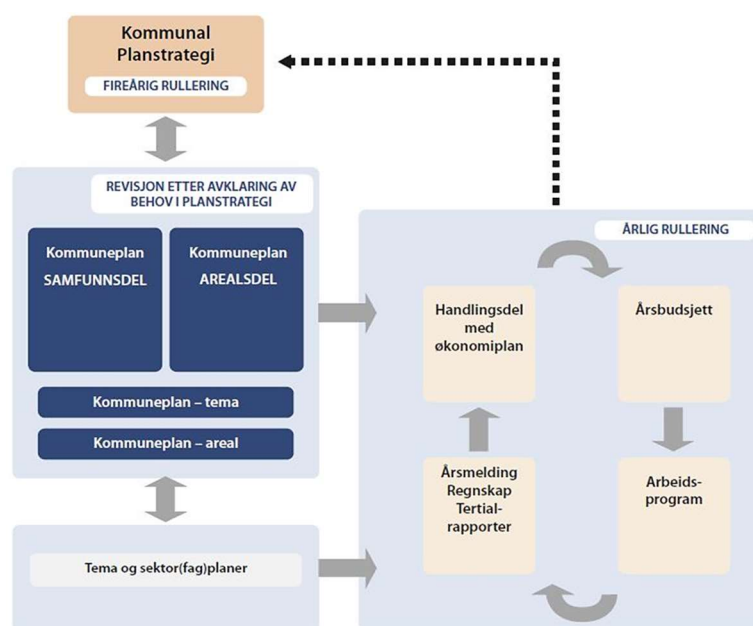 Kommunal
Planstrategi
FIREÅRIG RULLERING
REVISJON ETTER AVKLARING AV
BEHOV I PLANSTRATEGI
Kommuneplan
SAMFUNNSDEL
Kommuneplan
AREALSDEL
Kommuneplan – tema
Kommuneplan – areal
Tema og sektor(fag)planer
ÅRLIG RULLERING
Handlingsdel
med
økonomiplan
Årsbudsjett
Årsmelding
Regnskap
Tertial-
rapporter
Arbeids-
program